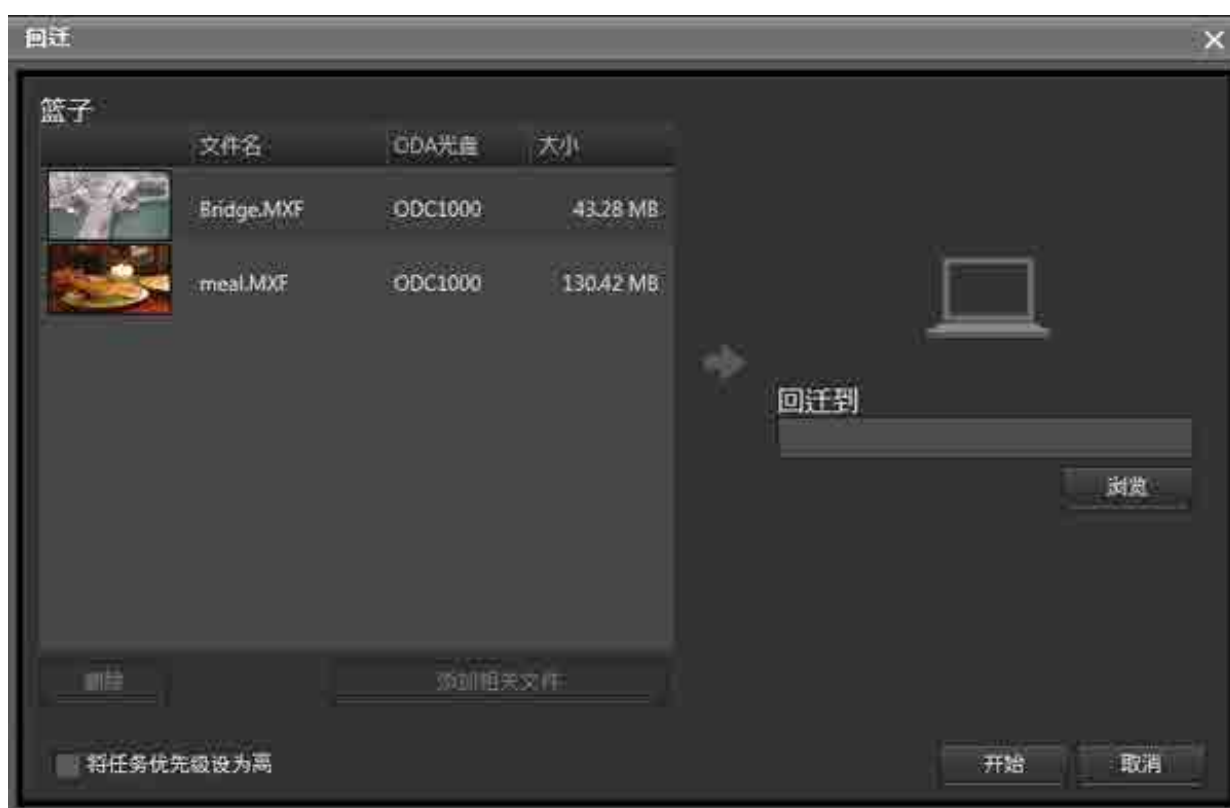 回迁
篮子
文件名 ODA光盘 大小
Bridge.MXF ODC1000 43.28 MB
meal.MXF ODC1000 130.42 MB
回迁到
浏览
删除 添加相关文件
将任务优先级设为高 开始 取消